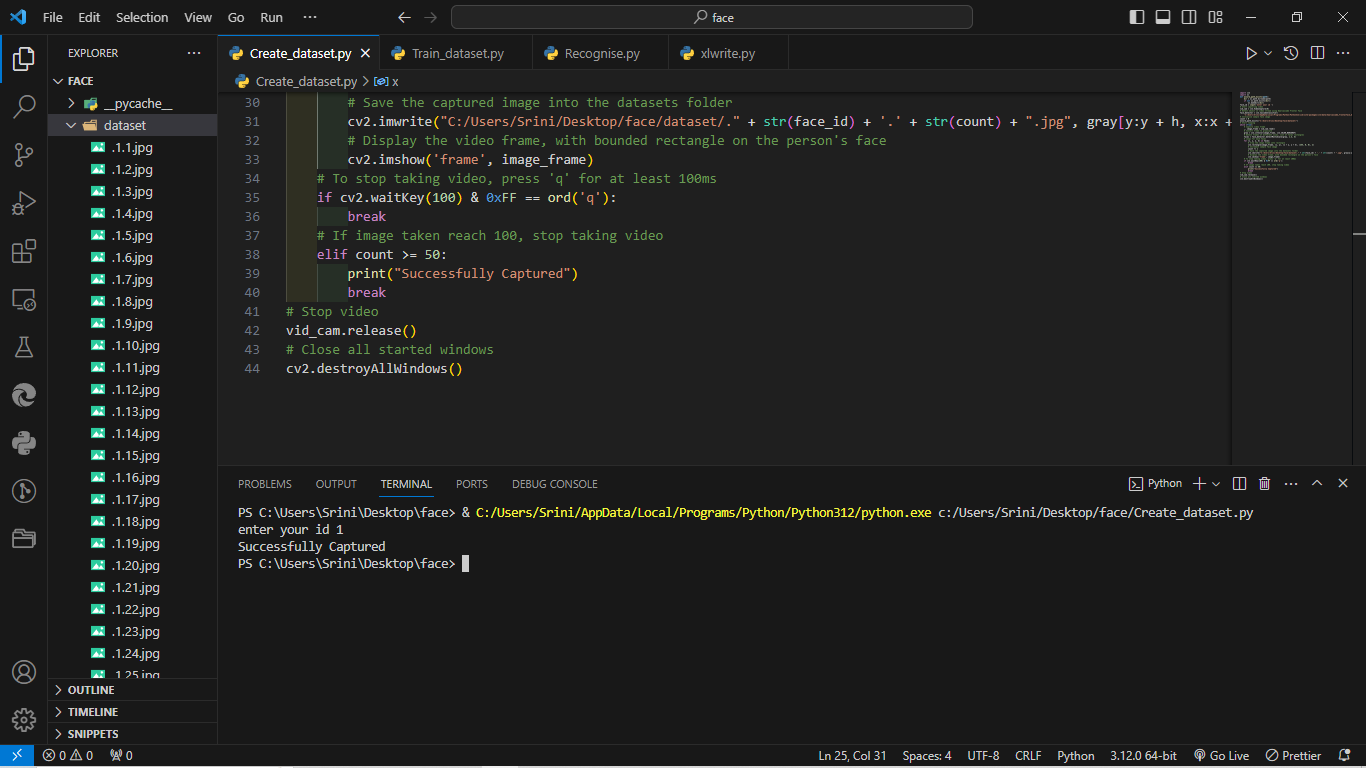 File Edit Selection View Go Run ··· face
EXPLORER ···
FACE
__pycache__
dataset
.1.1.jpg
.1.2.jpg
.1.3.jpg
.1.4.jpg
.1.5.jpg
.1.6.jpg
.1.7.jpg
.1.8.jpg
.1.9.jpg
.1.10.jpg
.1.11.jpg
.1.12.jpg
.1.13.jpg
.1.14.jpg
.1.15.jpg
.1.16.jpg
.1.17.jpg
.1.18.jpg
.1.19.jpg
.1.20.jpg
.1.21.jpg
.1.22.jpg
.1.23.jpg
.1.24.jpg
.1.25.jpg
OUTLINE
TIMELINE
SNIPPETS
Create_dataset.py Train_dataset.py Recognise.py xlwrite.py
Create_dataset.py > x
30 # Save the captured image into the datasets folder
31 cv2.imwrite("C:/Users/Srini/Desktop/face/dataset/." + str(face_id) + '.' + str(count) + ".jpg", gray[y:y + h, x:x +
32 # Display the video frame, with bounded rectangle on the person's face
33 cv2.imshow('frame', image_frame)
34 # To stop taking video, press 'q' for at least 100ms
35 if cv2.waitKey(100) & 0xFF == ord('q'):
36 break
37 # If image taken reach 100, stop taking video
38 elif count >= 50:
39 print("Successfully Captured")
40 break
41 # Stop video
42 vid_cam.release()
43 # Close all started windows
44 cv2.destroyAllWindows()
PROBLEMS OUTPUT TERMINAL PORTS DEBUG CONSOLE Python
PS C:\Users\Srini\Desktop\face> & C:/Users/Srini/AppData/Local/Programs/Python/Python312/python.exe c:/Users/Srini/Desktop/face/Create_dataset.py
enter your id 1
Successfully Captured
PS C:\Users\Srini\Desktop\face>
0 0 0 Ln 25, Col 31 Spaces: 4 UTF-8 CRLF Python 3.12.0 64-bit Go Live Prettier